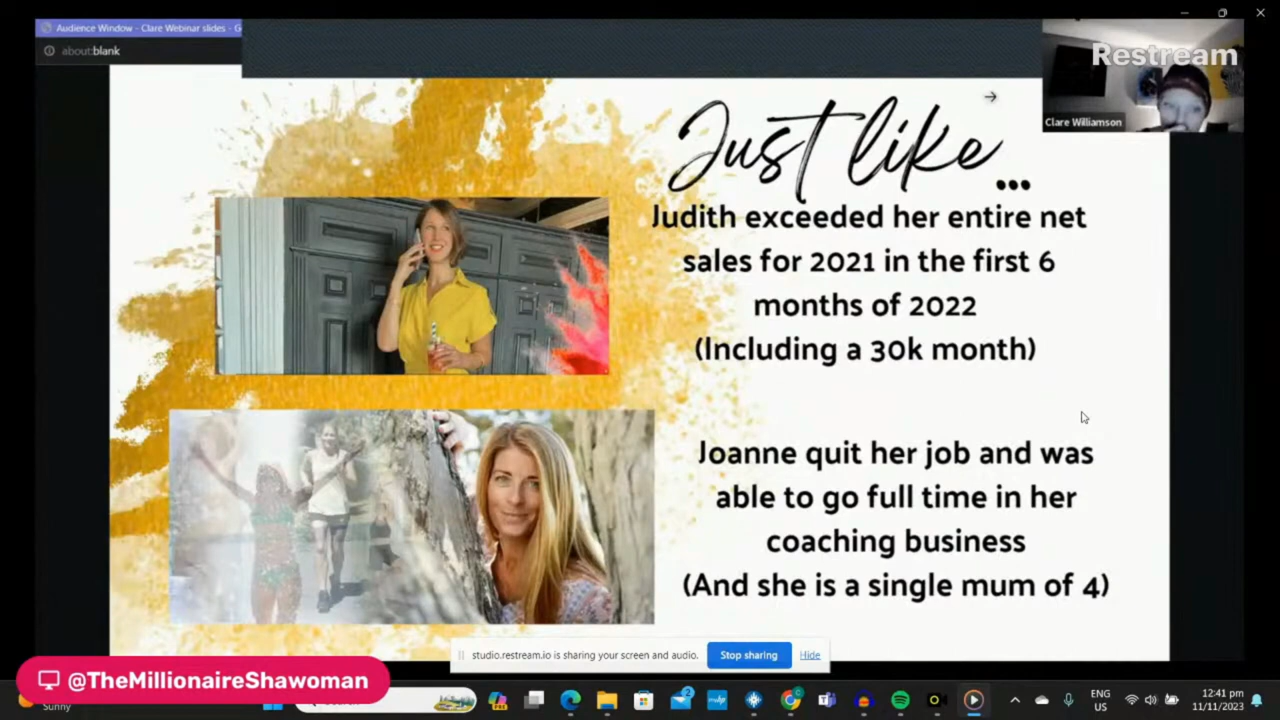 Audience Window - Clare Webinar slides - G
about:blank
Restream
Clare Williamson
Just like...
Judith exceeded her entire net
sales for 2021 in the first 6
months of 2022
(Including a 30k month)
Joanne quit her job and was
able to go full time in her
coaching business
(And she is a single mum of 4)
studio.restream.io is sharing your screen and audio.
Stop sharing
Hide
@TheMillionaireShawoman
Sunny
ENG
US
12:41 pm
11/11/2023